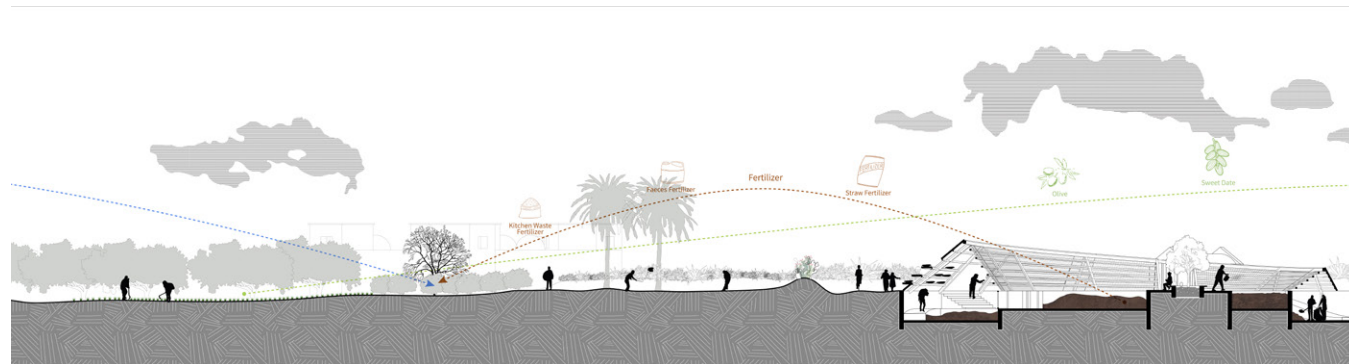 Faeces Fertilizer
Fertilizer
Straw Fertilizer
Olive
Sweet Date
Kitchen Waste
Fertilizer